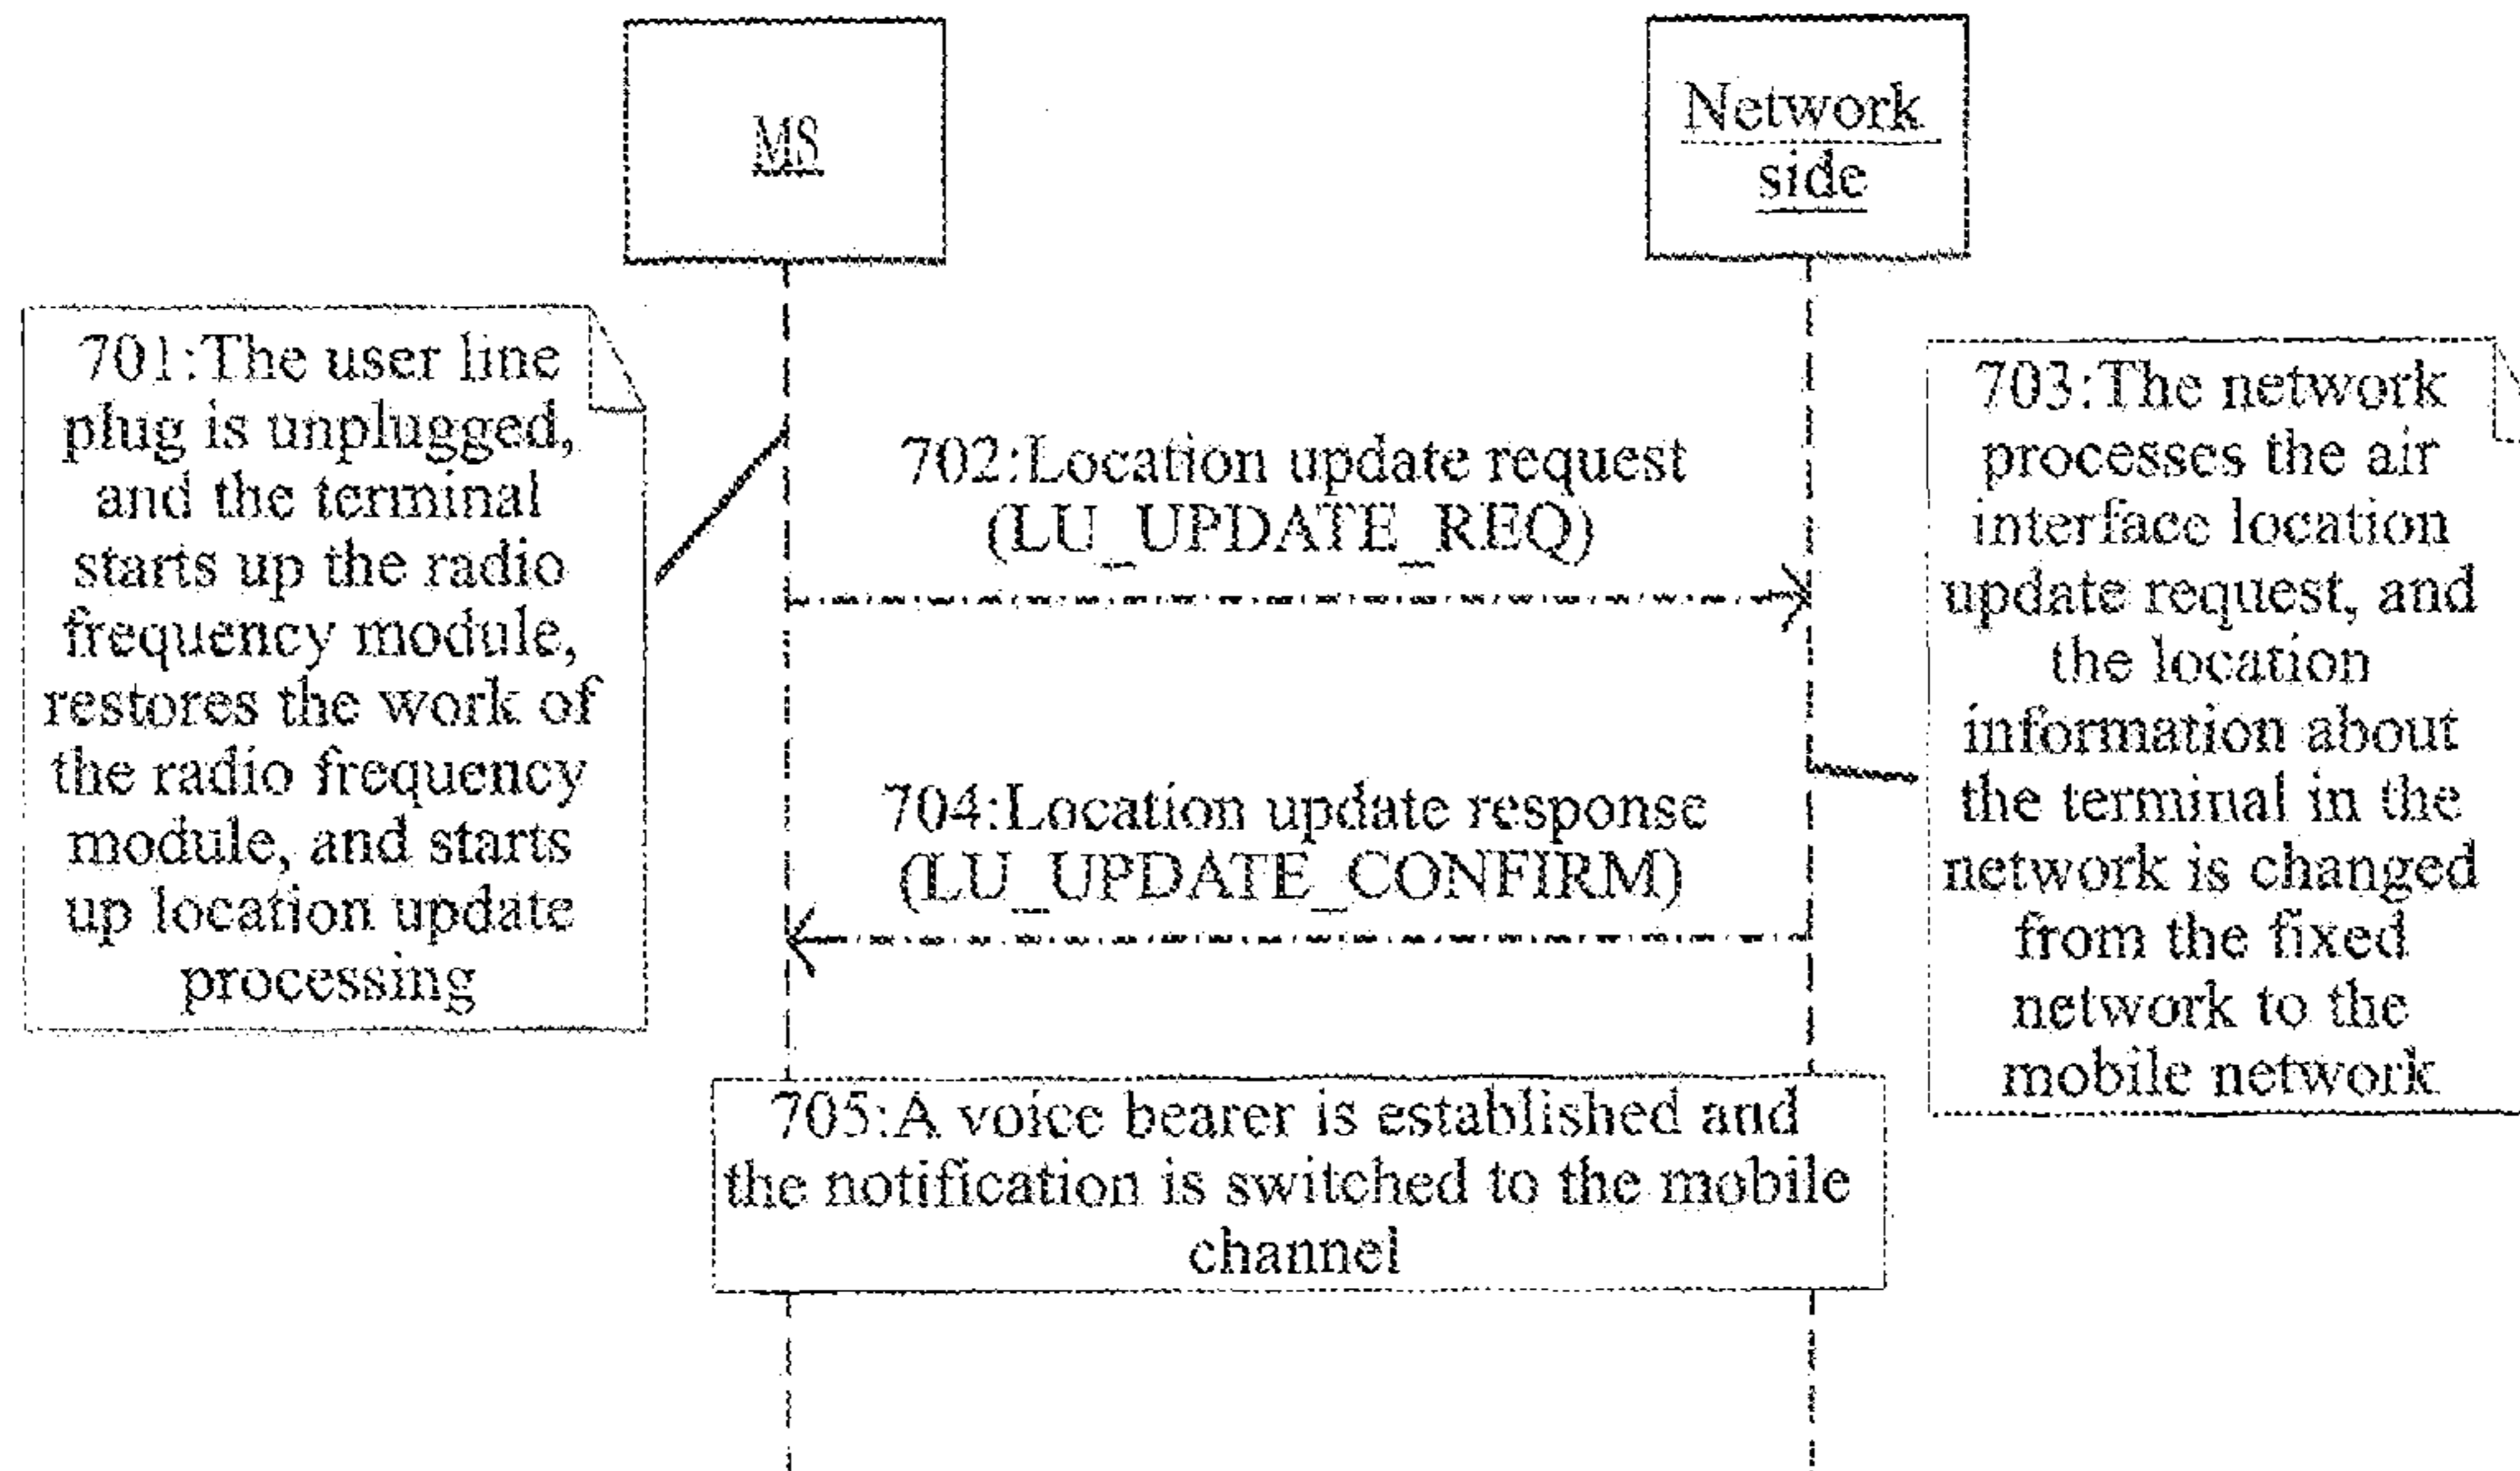 MS
Network
side
701:The user line
plug is unplugged,
and the terminal
starts up the radio
frequency module,
restores the work of
the radio frequency
module, and starts
up location update
processing
702:Location update request
(LU_UPDATE_REQ)
703:The network
processes the air
interface location
update request, and
the location
information about
the terminal in the
network is changed
from the fixed
network to the
mobile network
704:Location update response
(LU_UPDATE_CONFIRM)
705:A voice bearer is established and
the notification is switched to the mobile
channel